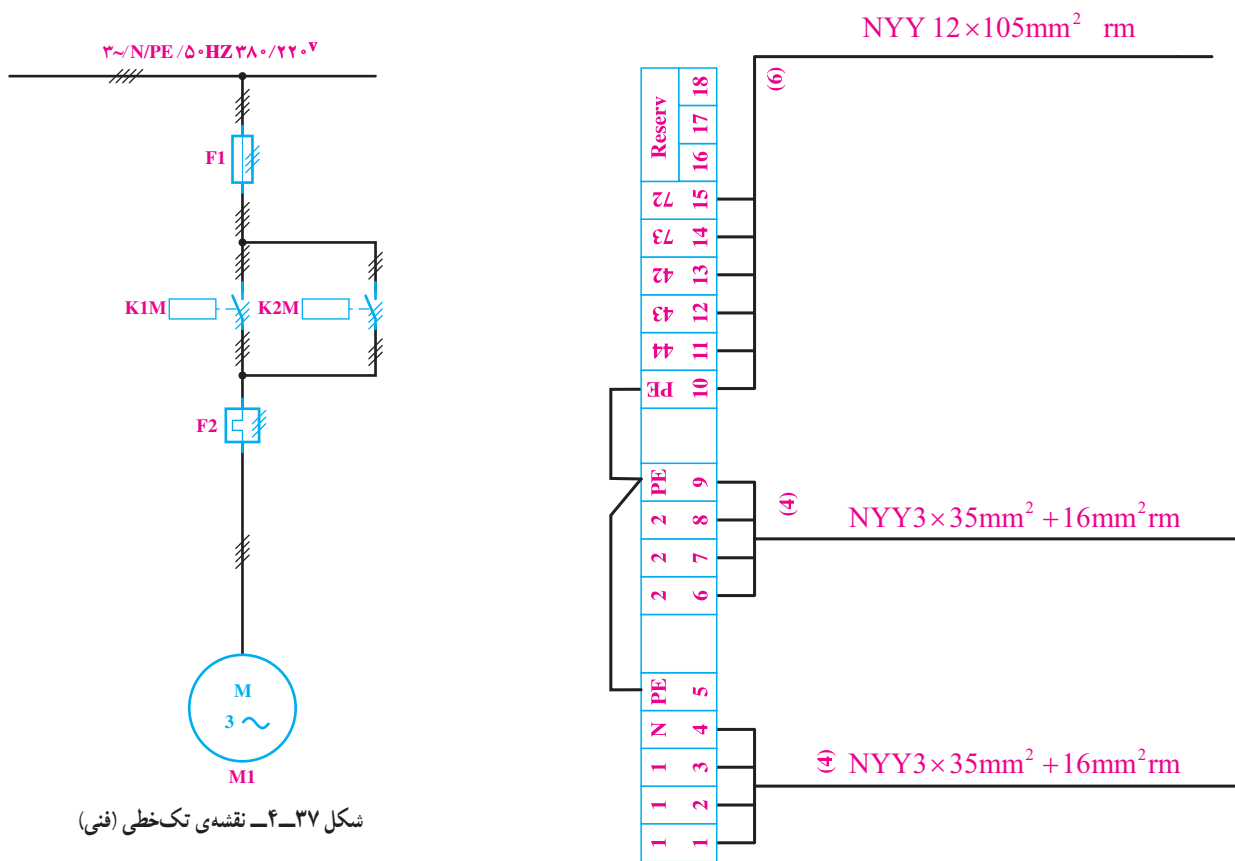 ۳~/N/PE/۵۰HZ ۳۸۰/۲۲۰V
F1
K1M
K2M
F2
M
3 ~
M1
شکل ۳۷ــ۴ــ نقشه‌ی تک‌خطی (فنی)
NYY 12×105mm² rm
(6)
Reserv
18
17
16
72 15
73 14
42 13
43 12
44 11
PE 10
PE 9
2 8
2 7
2 6
(4)
NYY3×35mm²+16mm²rm
PE 5
N 4
1 3
1 2
1 1
(4) NYY3×35mm²+16mm²rm